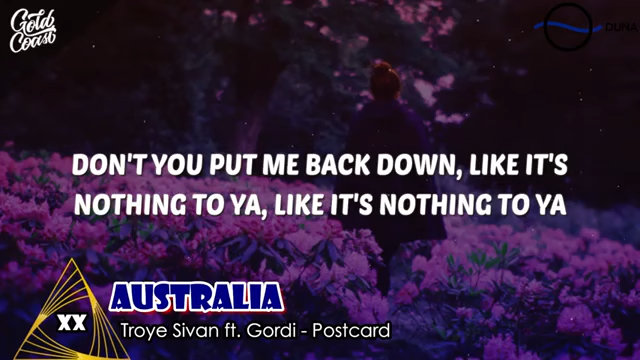 Gold
Coast
DUNA
DON'T YOU PUT ME BACK DOWN, LIKE IT'S
NOTHING TO YA, LIKE IT'S NOTHING TO YA
XX
AUSTRALIA
Troye Sivan ft. Gordi - Postcard